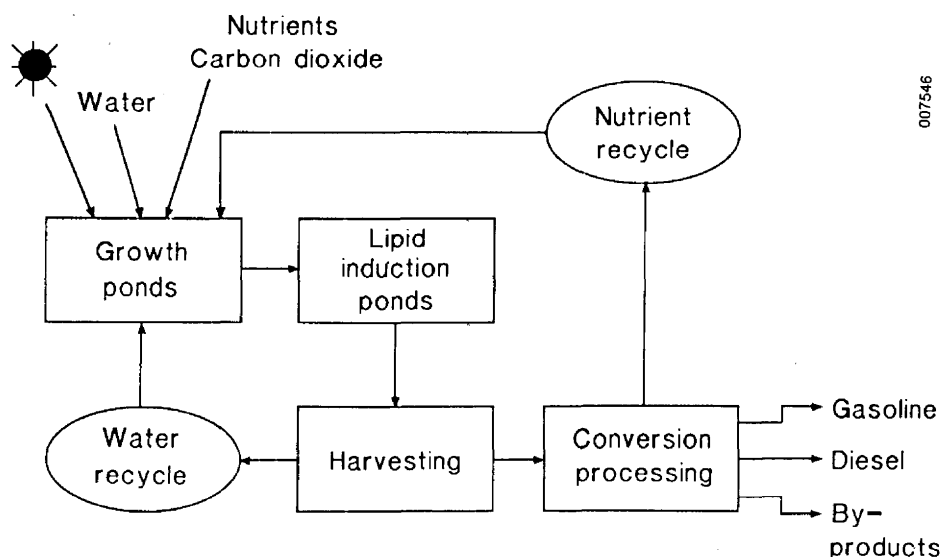 Nutrients
Carbon dioxide
Water
Nutrient
recycle
007546
Growth
ponds
Lipid
induction
ponds
Water
recycle
Harvesting
Conversion
processing
Gasoline
Diesel
By-
products